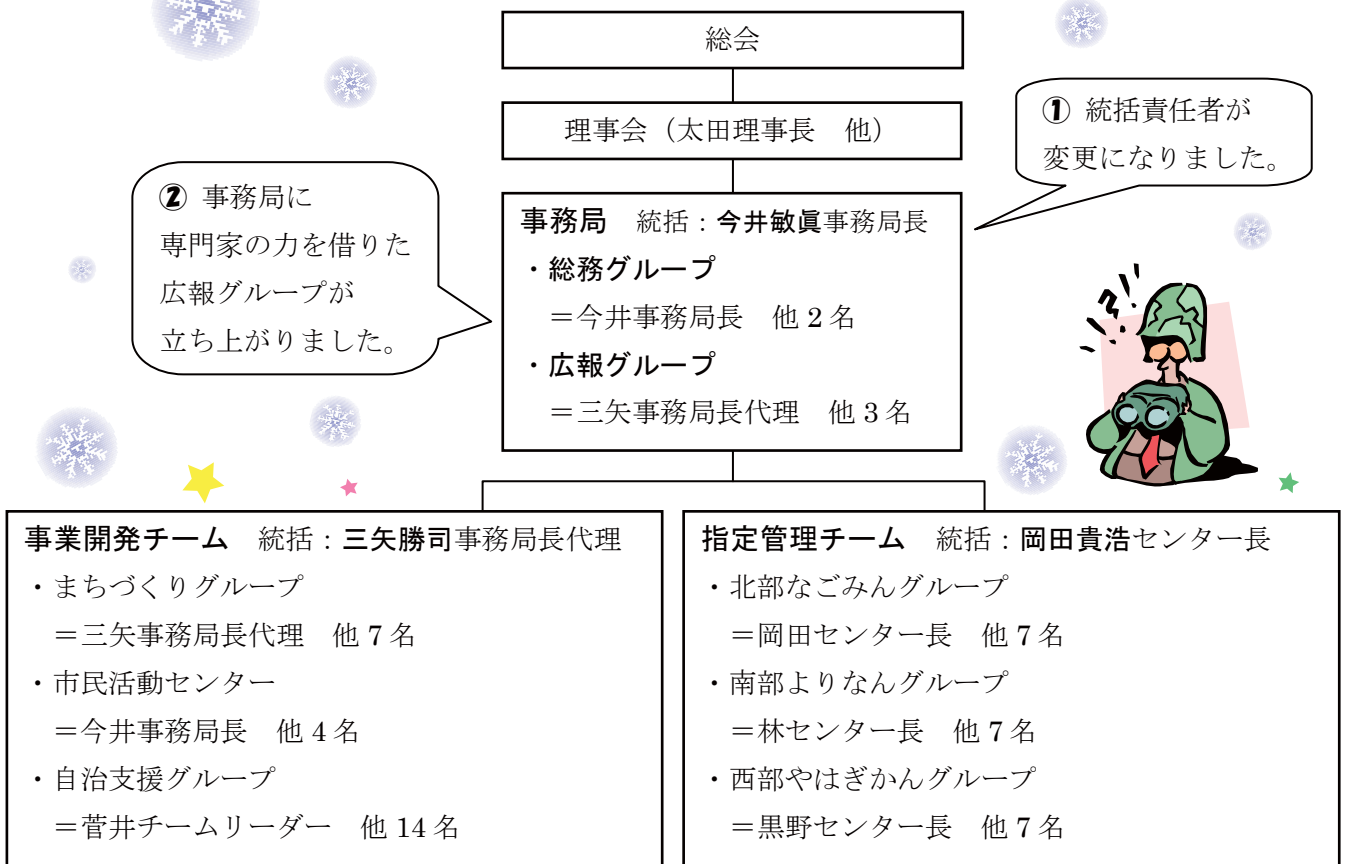 総会
理事会（太田理事長　他）
① 統括責任者が
変更になりました。
② 事務局に
専門家の力を借りた
広報グループが
立ち上がりました。
事務局　統括：今井敏眞事務局長
・総務グループ
＝今井事務局長　他 2 名
・広報グループ
＝三矢事務局長代理　他 3 名
?!
事業開発チーム　統括：三矢勝司事務局長代理
・まちづくりグループ
＝三矢事務局長代理　他 7 名
・市民活動センター
＝今井事務局長　他 4 名
・自治支援グループ
＝菅井チームリーダー　他 14 名
指定管理チーム　統括：岡田貴浩センター長
・北部なごみんグループ
＝岡田センター長　他 7 名
・南部よりなんグループ
＝林センター長　他 7 名
・西部やはぎかんグループ
＝黒野センター長　他 7 名